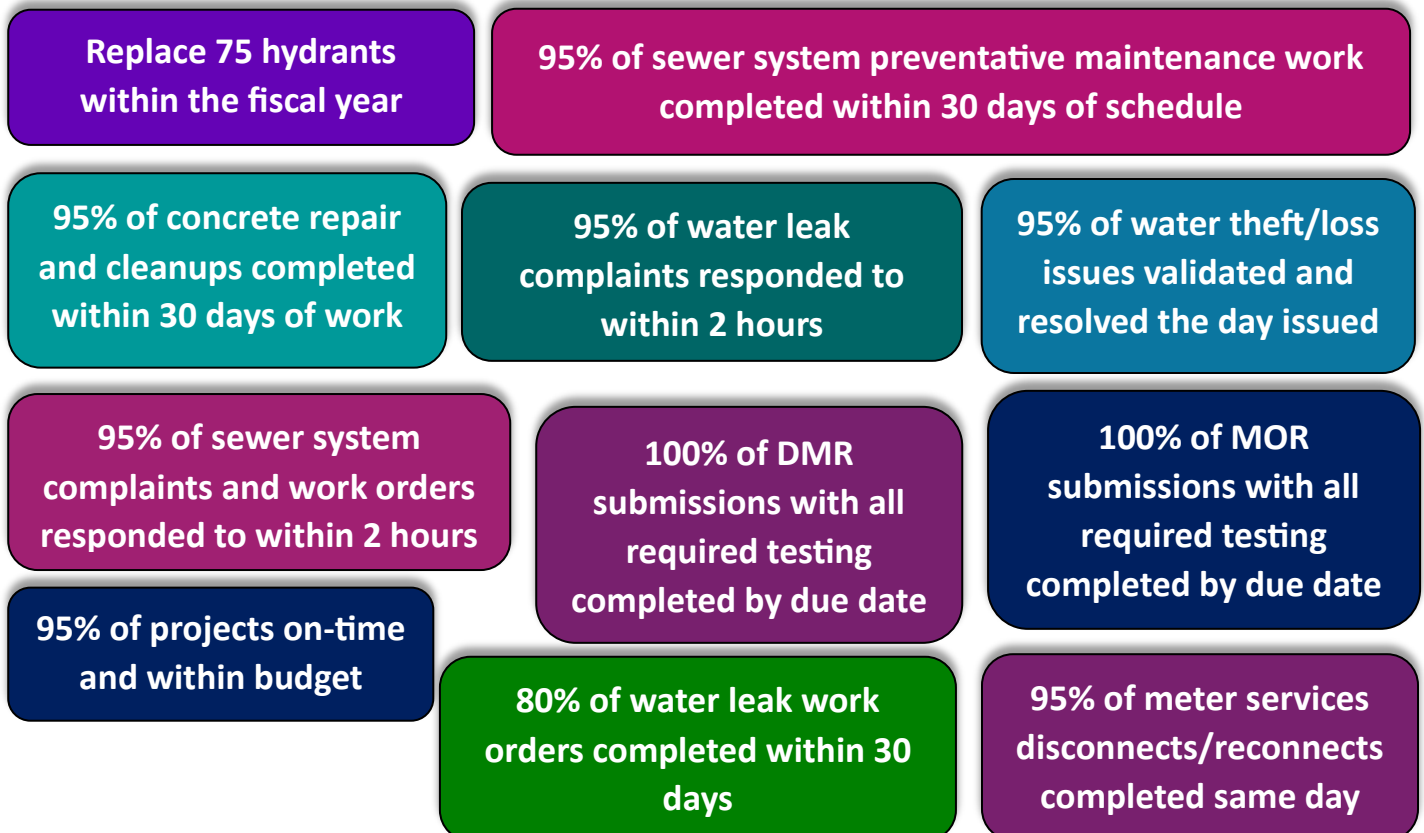 Replace 75 hydrants
within the fiscal year
95% of sewer system preventative maintenance work
completed within 30 days of schedule
95% of concrete repair
and cleanups completed
within 30 days of work
95% of water leak
complaints responded to
within 2 hours
95% of water theft/loss
issues validated and
resolved the day issued
95% of sewer system
complaints and work orders
responded to within 2 hours
100% of DMR
submissions with all
required testing
completed by due date
100% of MOR
submissions with all
required testing
completed by due date
95% of projects on-time
and within budget
80% of water leak work
orders completed within 30
days
95% of meter services
disconnects/reconnects
completed same day